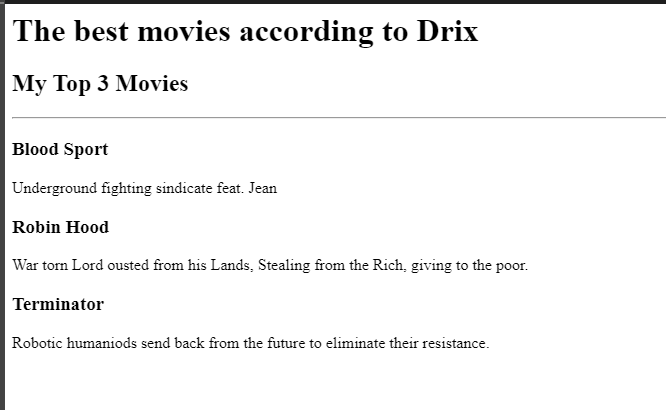 The best movies according to Drix
My Top 3 Movies
Blood Sport
Underground fighting sindicate feat. Jean
Robin Hood
War torn Lord ousted from his Lands, Stealing from the Rich, giving to the poor.
Terminator
Robotic humaniods send back from the future to eliminate their resistance.